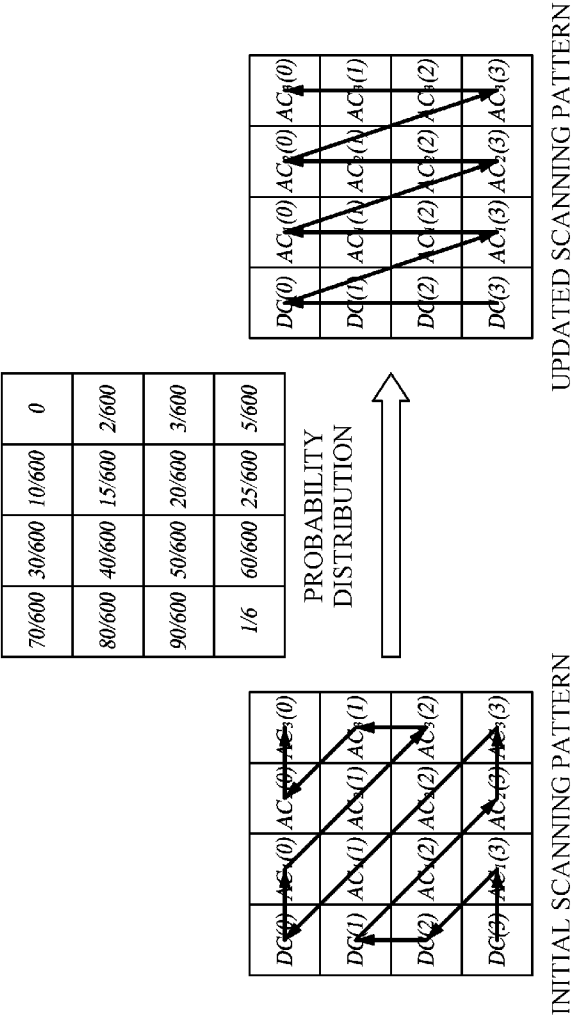 70/600 30/600 10/600 0
80/600 40/600 15/600 2/600
90/600 50/600 20/600 3/600
1/6 60/600 25/600 5/600
PROBABILITY
DISTRIBUTION
DC(0) AC₁(0) AC₂(0) AC₃(0)
DC(1) AC₁(1) AC₂(1) AC₃(1)
DC(2) AC₁(2) AC₂(2) AC₃(2)
DC(3) AC₁(3) AC₂(3) AC₃(3)
INITIAL SCANNING PATTERN
DC(0) AC₁(0) AC₂(0) AC₃(0)
DC(1) AC₁(1) AC₂(1) AC₃(1)
DC(2) AC₁(2) AC₂(2) AC₃(2)
DC(3) AC₁(3) AC₂(3) AC₃(3)
UPDATED SCANNING PATTERN